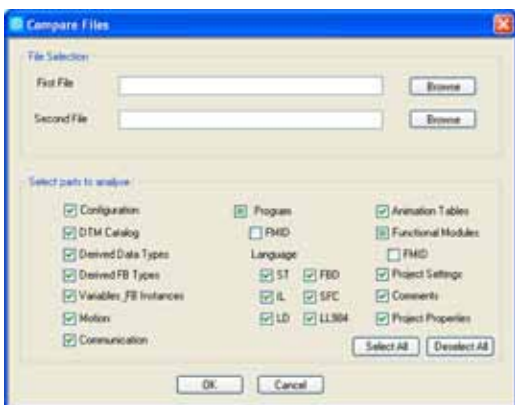 Compare Files
File Selection
First File
Browse
Second File
Browse
Select parts to analyse
Configuration
DTM Catalog
Derived Data Types
Derived FB Types
Variables_FB Instances
Motion
Communication
Program
FMID
Language
ST FBD
IL SFC
LD LL984
Animation Tables
Functional Modules
FMID
Project Settings
Comments
Project Properties
Select All Deselect All
OK Cancel